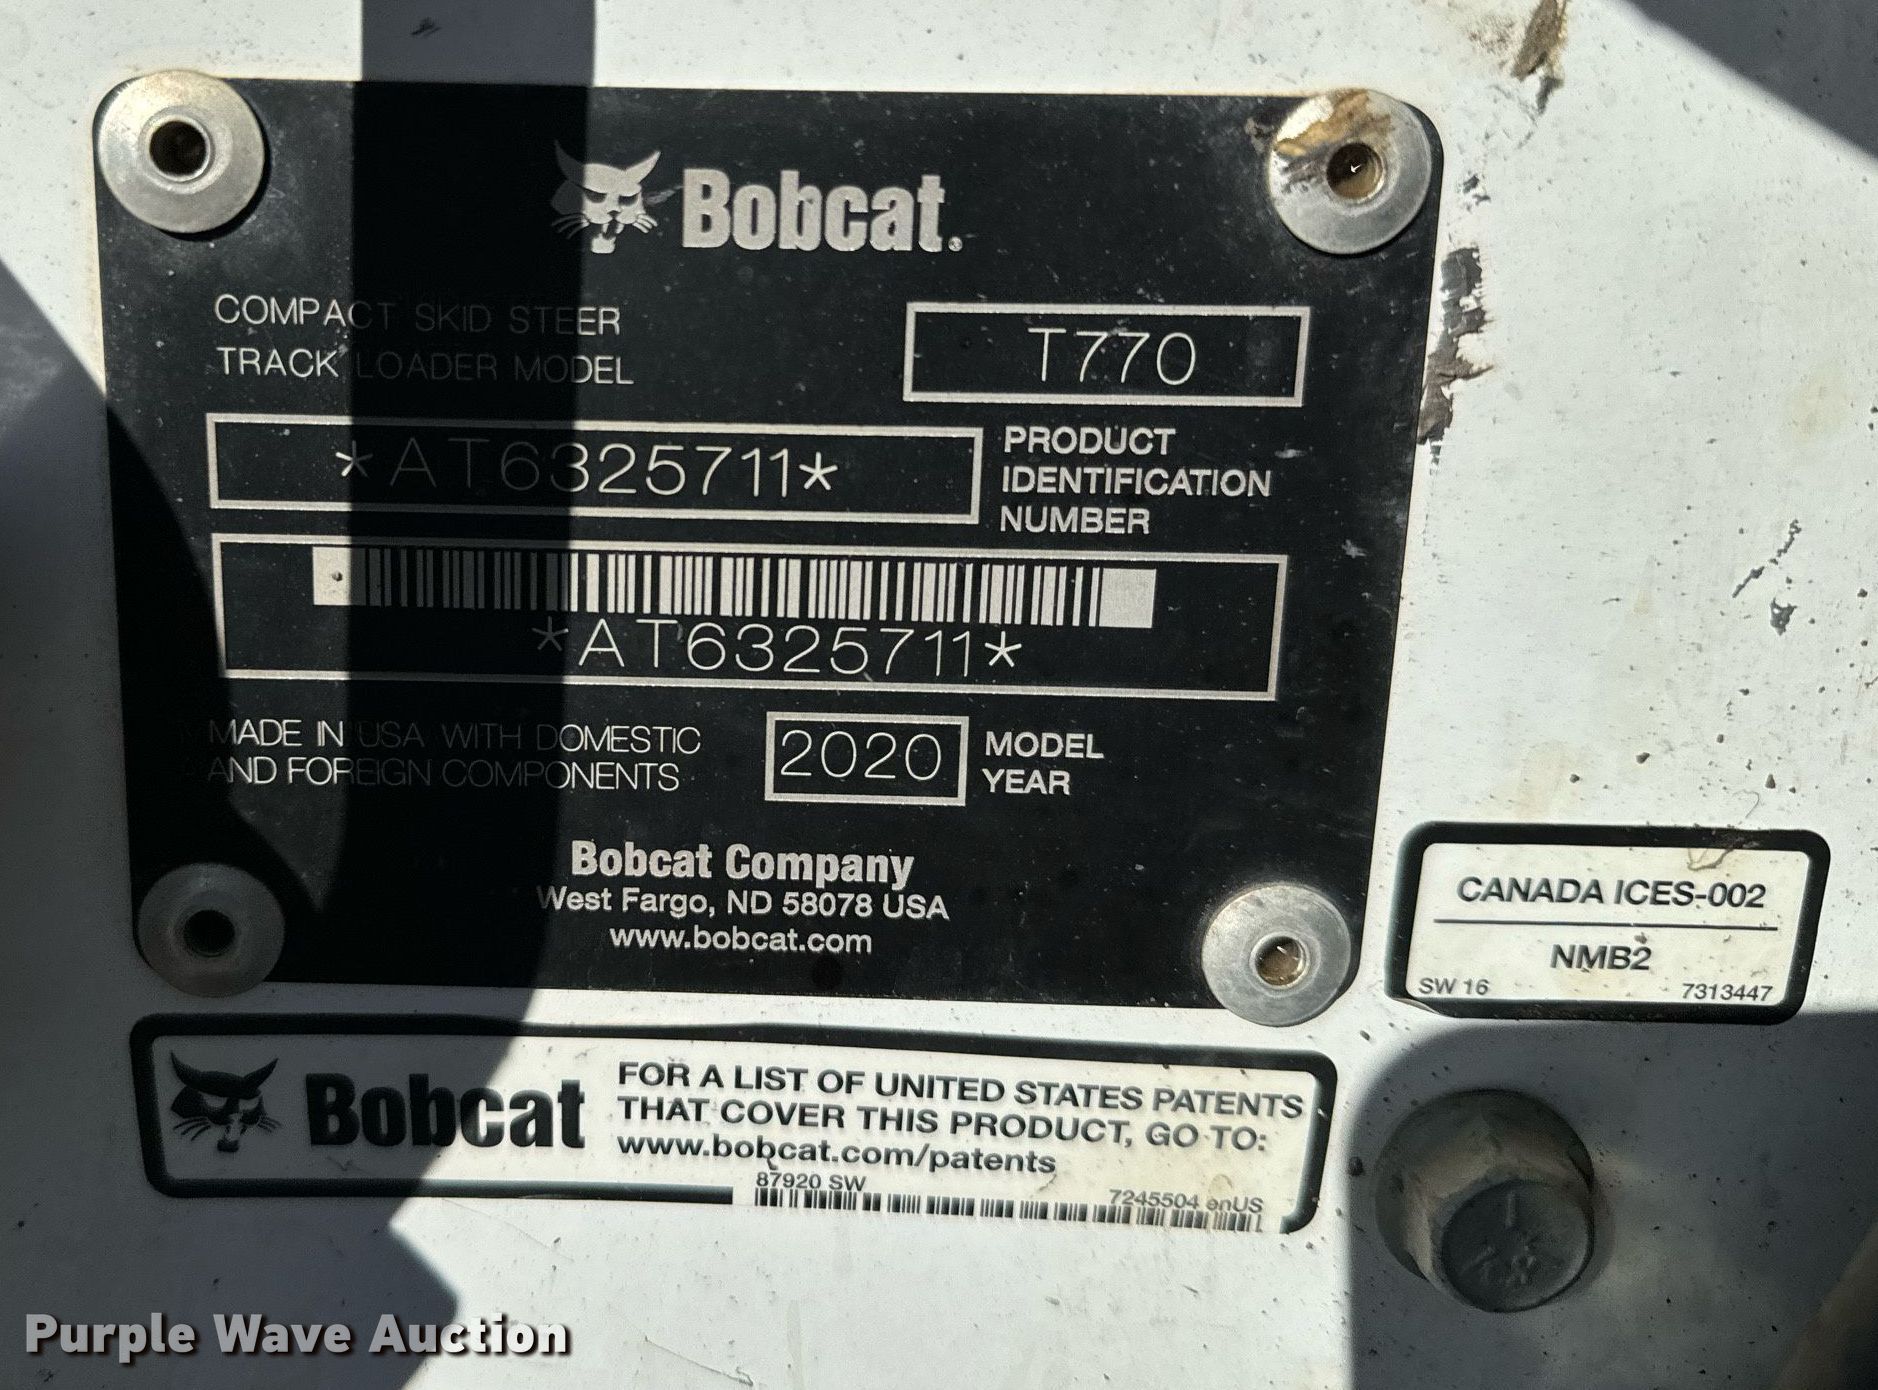 Bobcat.
COMPACT SKID STEER
TRACK LOADER MODEL
T770
*AT6325711*
PRODUCT
IDENTIFICATION
NUMBER
*AT6325711*
MADE IN USA WITH DOMESTIC
AND FOREIGN COMPONENTS
2020
MODEL
YEAR
Bobcat Company
West Fargo, ND 58078 USA
www.bobcat.com
CANADA ICES-002
NMB2
SW 16
7313447
Bobcat
FOR A LIST OF UNITED STATES PATENTS
THAT COVER THIS PRODUCT, GO TO:
www.bobcat.com/patents
87920 SW
7245504 enUS
Purple Wave Auction